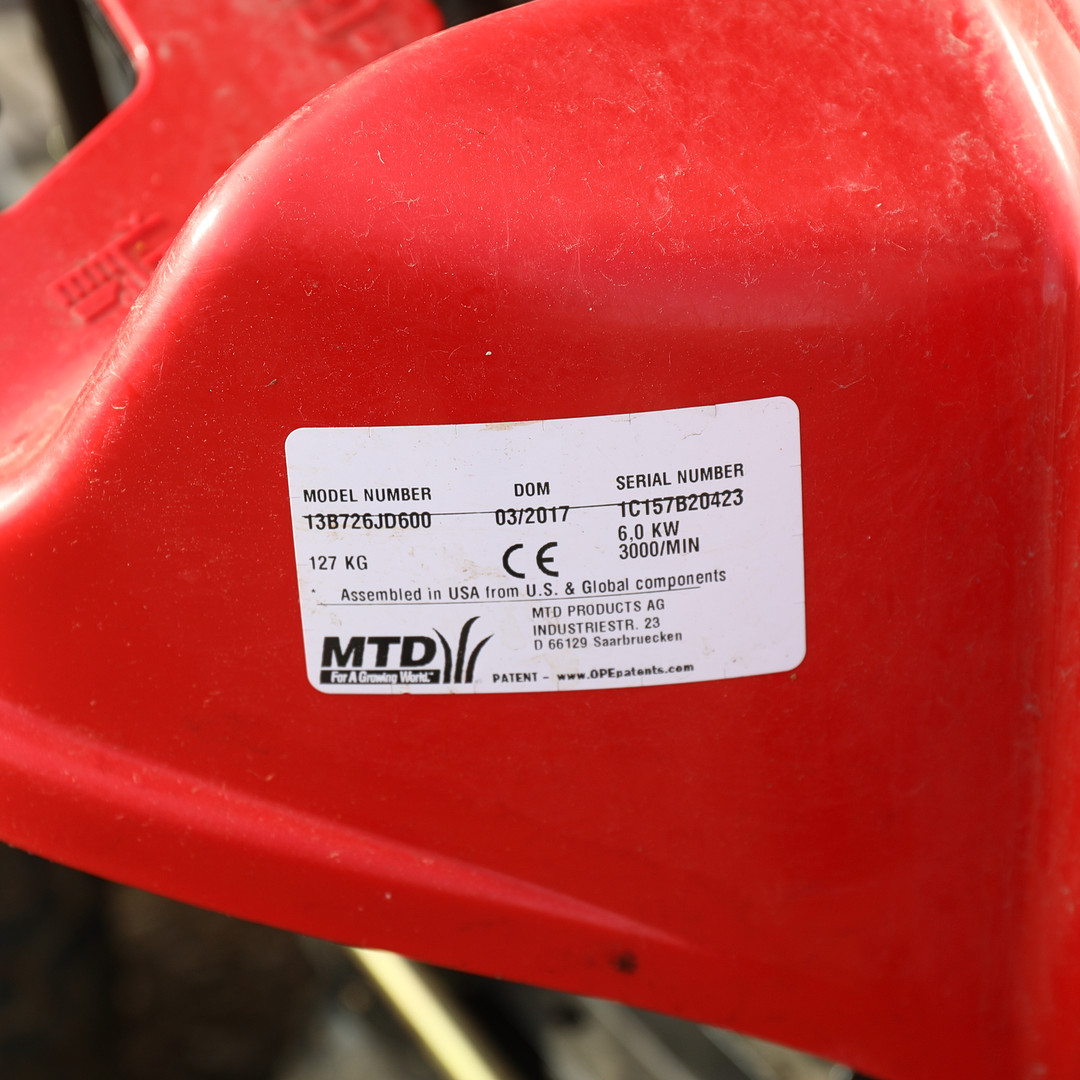 MODEL NUMBER DOM SERIAL NUMBER
13B726JD600 03/2017 1C157B20423
6,0 KW
127 KG CE 3000/MIN
Assembled in USA from U.S. & Global components
MTD PRODUCTS AG
INDUSTRIESTR. 23
D 66129 Saarbruecken
MTD
For A Growing World.™
PATENT - www.OPEpatents.com